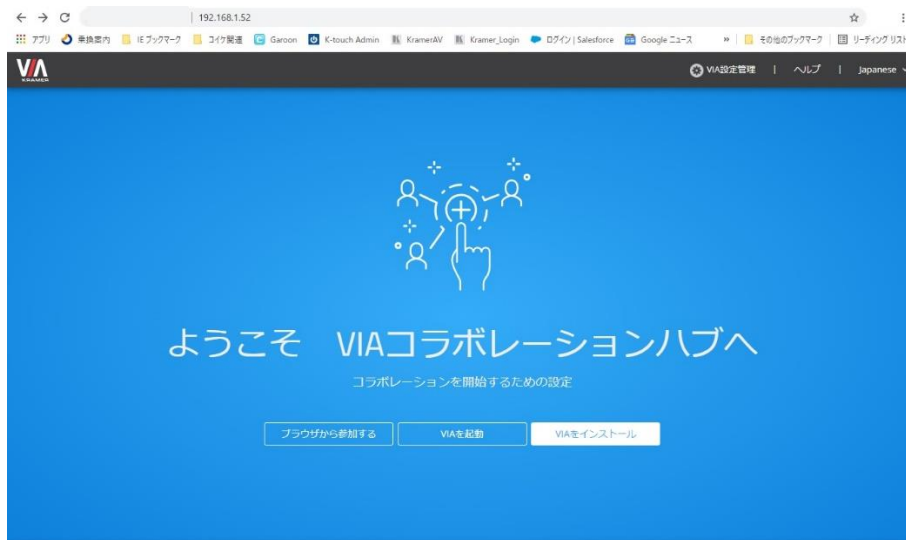 192.168.1.52
アプリ 乗換案内 IEブックマーク コイケ関連 Garoon K-touch Admin KramerAV Kramer_Login ログイン | Salesforce Google ニュース » その他のブックマーク リーディング リスト
VIA
KRAMER
VIA設定管理 | ヘルプ | Japanese
ようこそ VIAコラボレーションハブへ
コラボレーションを開始するための設定
ブラウザから参加する VIAを起動 VIAをインストール